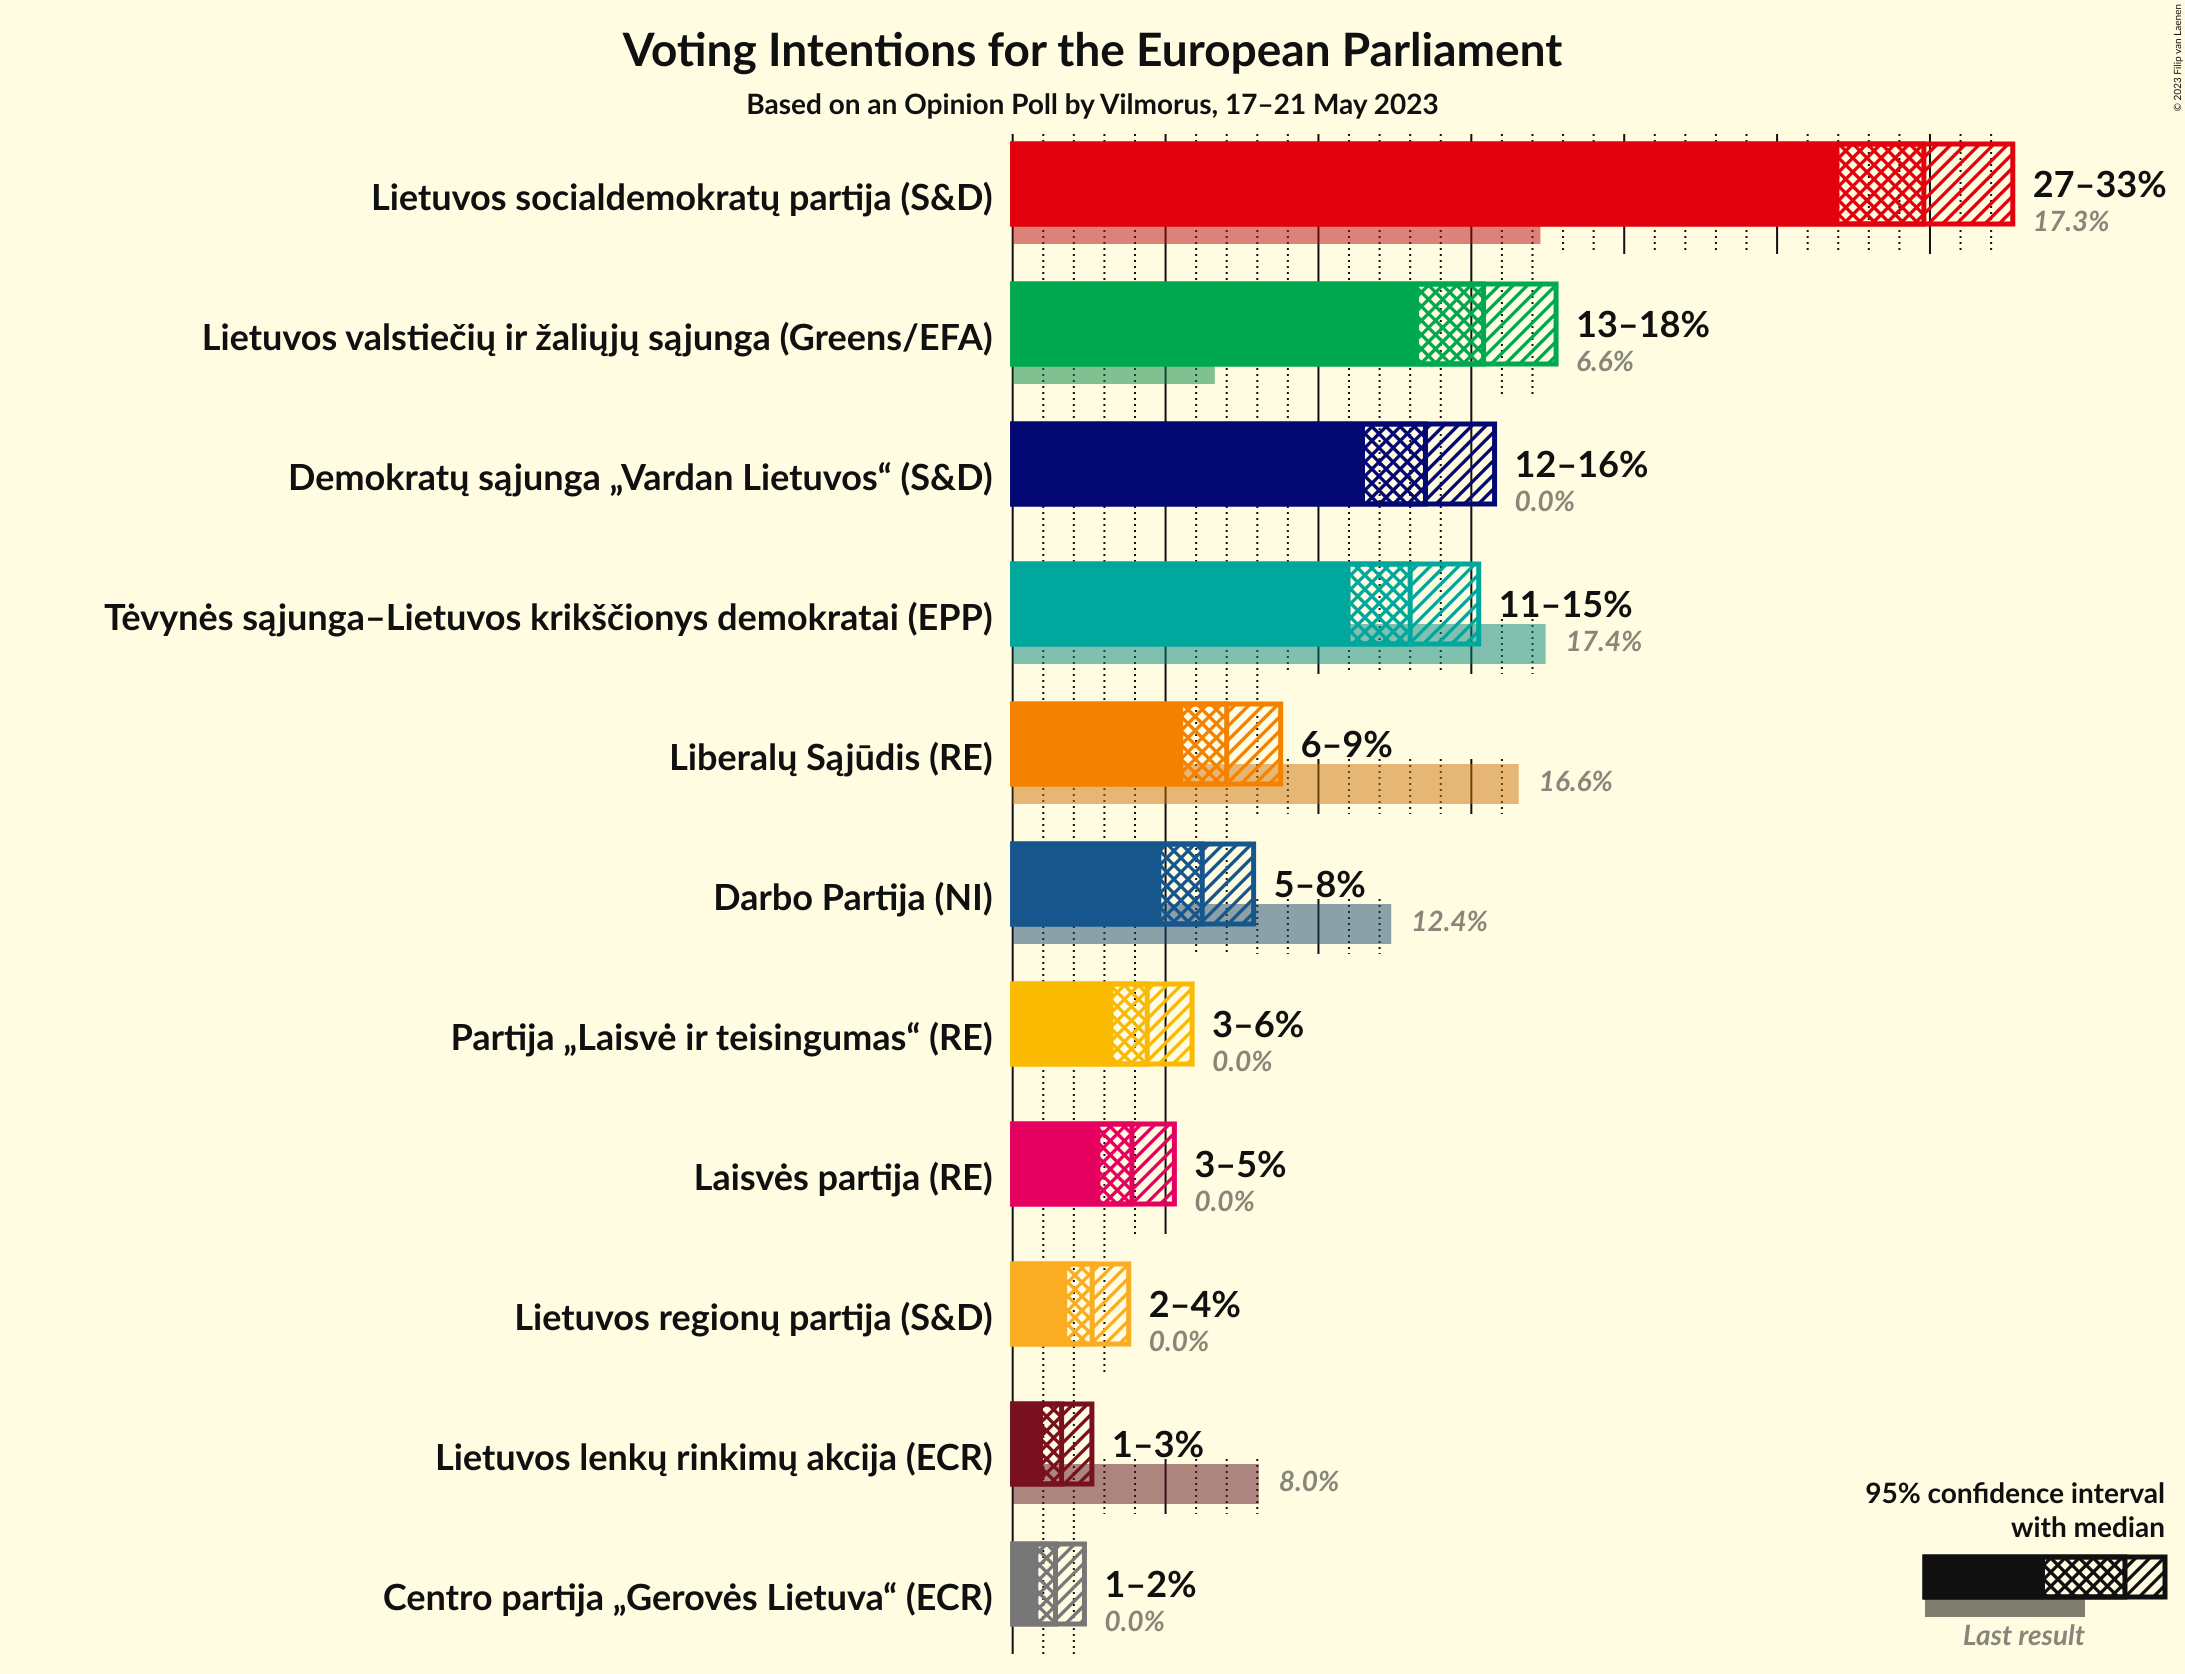 Voting Intentions for the European Parliament
Based on an Opinion Poll by Vilmorus, 17–21 May 2023
© 2023 Filip van Laenen
Lietuvos socialdemokratų partija (S&D)
27–33%
17.3%
Lietuvos valstiečių ir žaliųjų sąjunga (Greens/EFA)
13–18%
6.6%
Demokratų sąjunga „Vardan Lietuvos“ (S&D)
12–16%
0.0%
Tėvynės sąjunga–Lietuvos krikščionys demokratai (EPP)
11–15%
17.4%
Liberalų Sąjūdis (RE)
6–9%
16.6%
Darbo Partija (NI)
5–8%
12.4%
Partija „Laisvė ir teisingumas“ (RE)
3–6%
0.0%
Laisvės partija (RE)
3–5%
0.0%
Lietuvos regionų partija (S&D)
2–4%
0.0%
Lietuvos lenkų rinkimų akcija (ECR)
1–3%
8.0%
Centro partija „Gerovės Lietuva“ (ECR)
1–2%
0.0%
95% confidence interval
with median
Last result